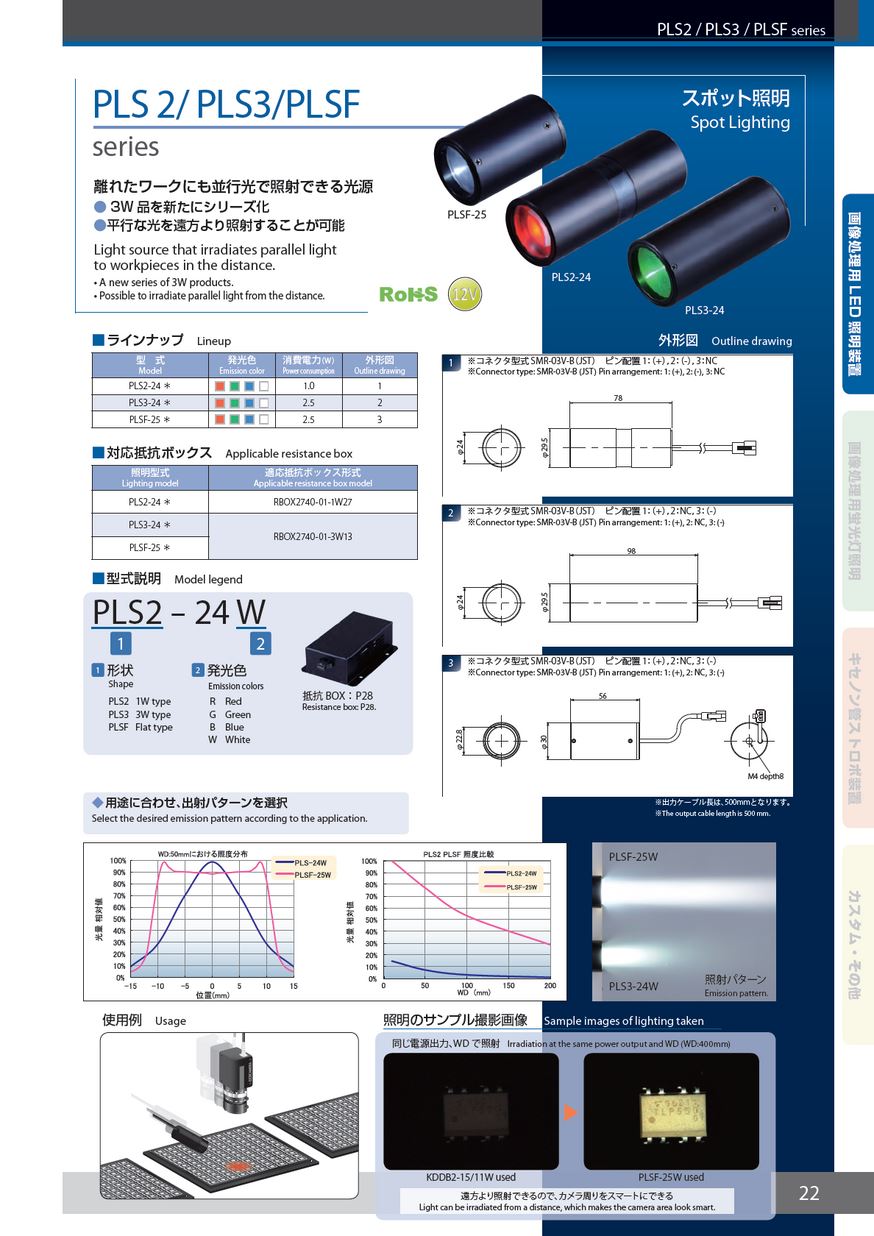 PLS2 / PLS3 / PLSF series
PLS 2/ PLS3/PLSF
series
スポット照明
Spot Lighting
離れたワークにも並行光で照射できる光源
● 3W 品を新たにシリーズ化
●平行な光を遠方より照射することが可能
Light source that irradiates parallel light
to workpieces in the distance.
• A new series of 3W products.
• Possible to irradiate parallel light from the distance.
RoHS
12V
PLSF-25
PLS2-24
PLS3-24
■ラインナップ Lineup
型 式 発光色 消費電力(W) 外形図
Model Emission color Power consumption Outline drawing
PLS2-24 * 1.0 1
PLS3-24 * 2.5 2
PLSF-25 * 2.5 3
■対応抵抗ボックス Applicable resistance box
照明型式 適応抵抗ボックス形式
Lighting model Applicable resistance box model
PLS2-24 * RBOX2740-01-1W27
PLS3-24 *
RBOX2740-01-3W13
PLSF-25 *
■型式説明 Model legend
PLS2 – 24 W
1 2
1 形状
Shape
PLS2 1W type
PLS3 3W type
PLSF Flat type
2 発光色
Emission colors
R Red
G Green
B Blue
W White
抵抗 BOX：P28
Resistance box: P28.
外形図 Outline drawing
1 ※コネクタ型式 SMR-03V-B（JST） ピン配置 1：（+）, 2：（-）, 3：NC
※Connector type: SMR-03V-B (JST) Pin arrangement: 1: (+), 2: (-), 3: NC
78
φ24
φ29.5
2 ※コネクタ型式 SMR-03V-B（JST） ピン配置 1：（+）, 2：NC, 3：（-）
※Connector type: SMR-03V-B (JST) Pin arrangement: 1: (+), 2: NC, 3: (-)
98
φ24
φ29.5
3 ※コネクタ型式 SMR-03V-B（JST） ピン配置 1：（+）, 2：NC, 3：（-）
※Connector type: SMR-03V-B (JST) Pin arrangement: 1: (+), 2: NC, 3: (-)
56
φ22.8
φ30
M4 depth8
※出力ケーブル長は、500mmとなります。
※The output cable length is 500 mm.
◆用途に合わせ、出射パターンを選択
Select the desired emission pattern according to the application.
WD:50mmにおける照度分布
PLS-24W
PLSF-25W
光量 相対値
100%
90%
80%
70%
60%
50%
40%
30%
20%
10%
0%
-15 -10 -5 0 5 10 15
位置(mm)
PLS2 PLSF 照度比較
PLS2-24W
PLSF-25W
光量 相対値
100%
90%
80%
70%
60%
50%
40%
30%
20%
10%
0%
0 50 100 150 200
WD (mm)
PLSF-25W
PLS3-24W
照射パターン
Emission pattern.
使用例 Usage
照明のサンプル撮影画像 Sample images of lighting taken
同じ電源出力、WD で照射 Irradiation at the same power output and WD (WD:400mm)
KDDB2-15/11W used
PLSF-25W used
遠方より照射できるので、カメラ周りをスマートにできる
Light can be irradiated from a distance, which makes the camera area look smart.
22
画像処理用LED照明装置
画像処理用蛍光灯照明
キセノン管ストロボ装置
カスタム・その他